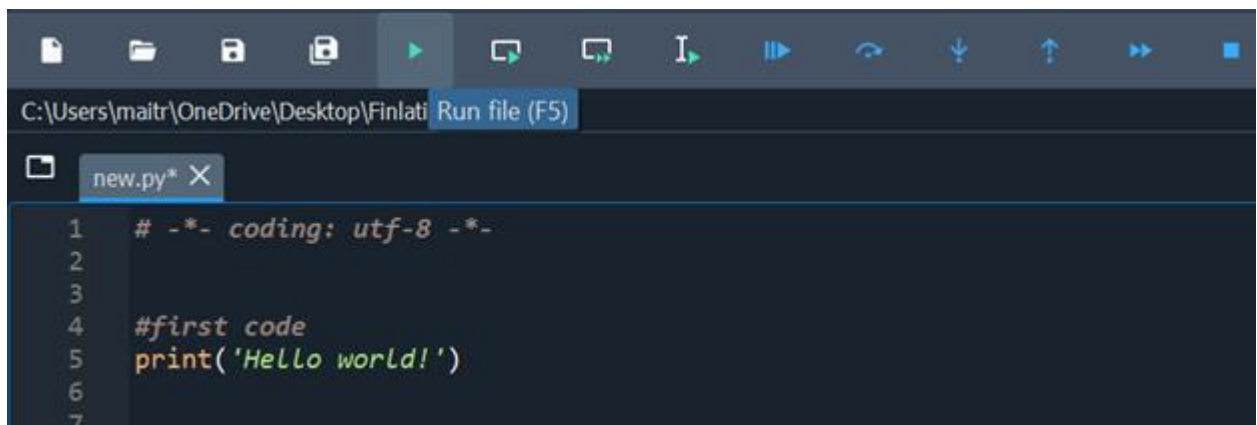 C:\Users\maitr\OneDrive\Desktop\Finlati
Run file (F5)
new.py*
1 # -*- coding: utf-8 -*-
2
3
4 #first code
5 print('Hello world!')
6
7